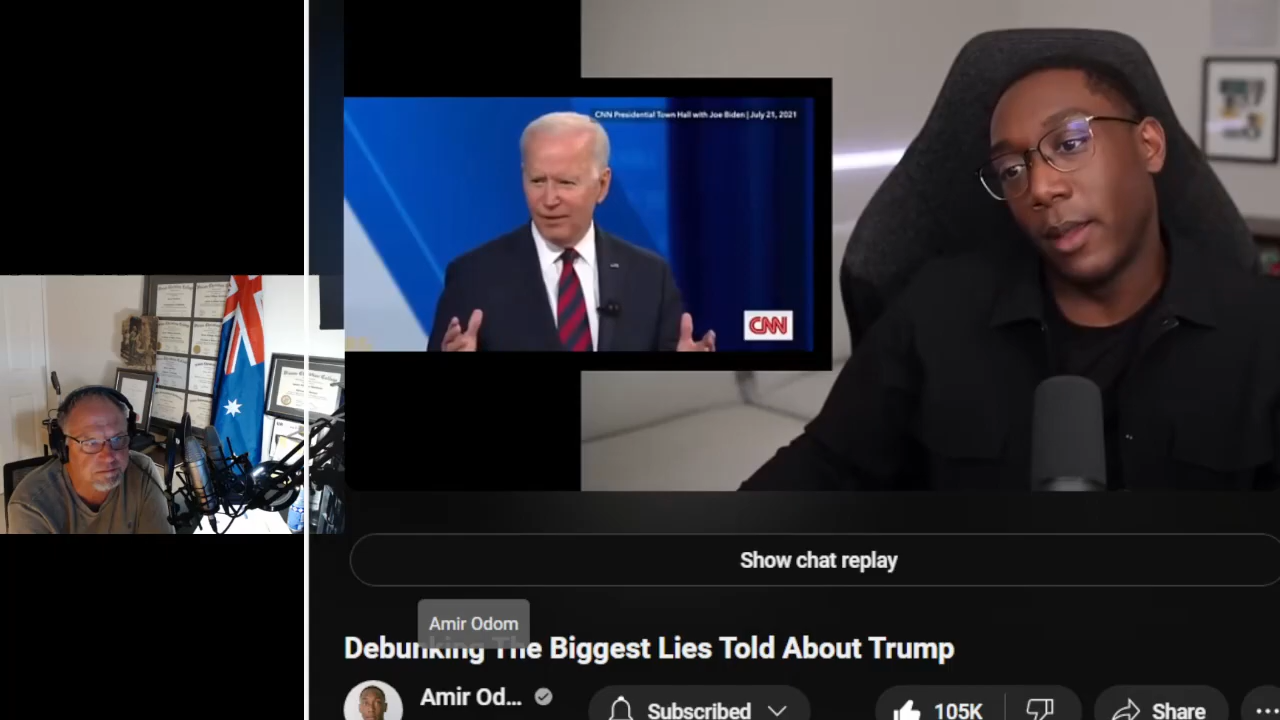 CNN Presidential Town Hall with Joe Biden | July 21, 2021
CNN
Show chat replay
Amir Odom
Debunking The Biggest Lies Told About Trump
Amir Od...
Subscribed
105K
Share